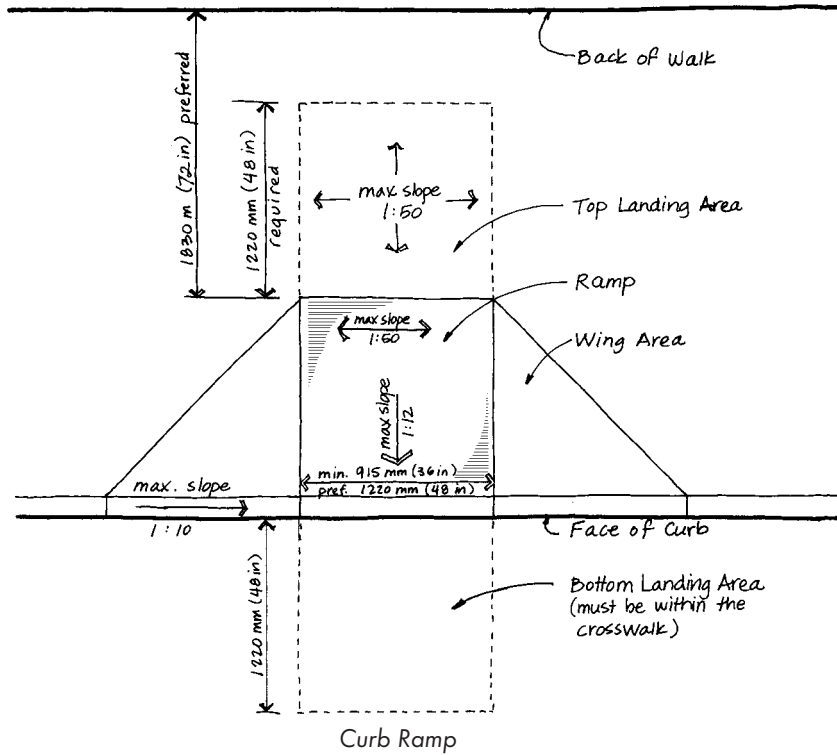 Back of Walk
1830 m (72 in) preferred
1220 mm (48 in)
required
max slope
1:50
Top Landing Area
Ramp
max slope
1:50
Wing Area
max slope
1:12
min. 915 mm (36 in)
pref. 1220 mm (48 in)
max. slope
1:10
Face of Curb
1220 mm (48 in)
Bottom Landing Area
(must be within the
crosswalk)
Curb Ramp